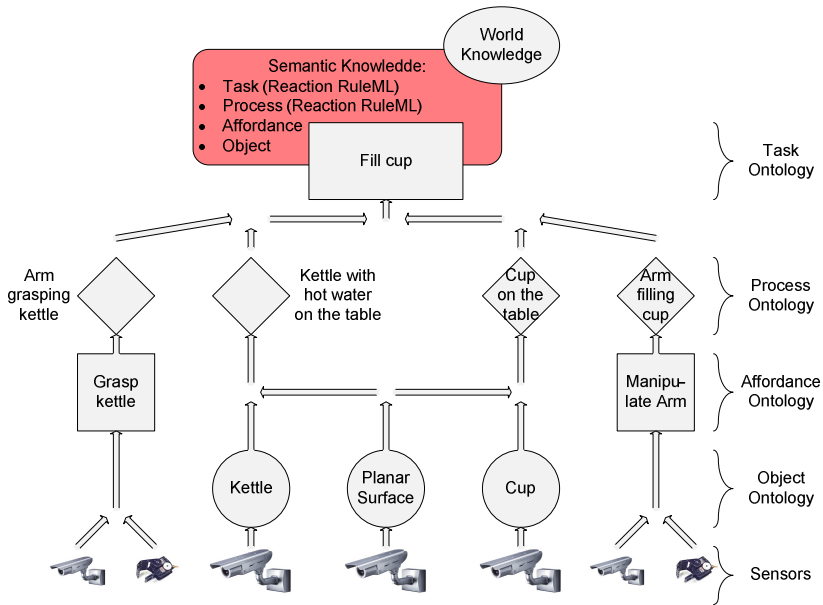 World
Knowledge
Semantic Knowledde:
• Task (Reaction RuleML)
• Process (Reaction RuleML)
• Affordance
• Object
Fill cup
Task
Ontology
Arm
grasping
kettle
Kettle with
hot water
on the table
Cup
on the
table
Arm
filling
cup
Process
Ontology
Grasp
kettle
Manipu-
late Arm
Affordance
Ontology
Kettle
Planar
Surface
Cup
Object
Ontology
Sensors